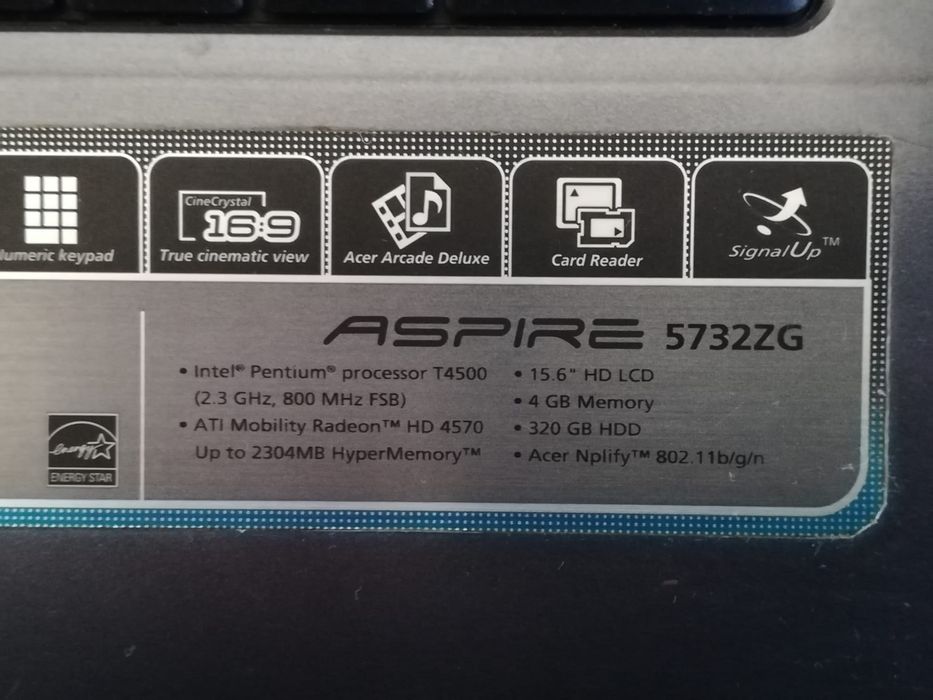 numeric keypad
CineCrystal
16:9
True cinematic view
Acer Arcade Deluxe
Card Reader
SignalUp™
ASPIRE 5732ZG
• Intel® Pentium® processor T4500
(2.3 GHz, 800 MHz FSB)
• ATI Mobility Radeon™ HD 4570
Up to 2304MB HyperMemory™
• 15.6" HD LCD
• 4 GB Memory
• 320 GB HDD
• Acer Nplify™ 802.11b/g/n
energy
ENERGY STAR